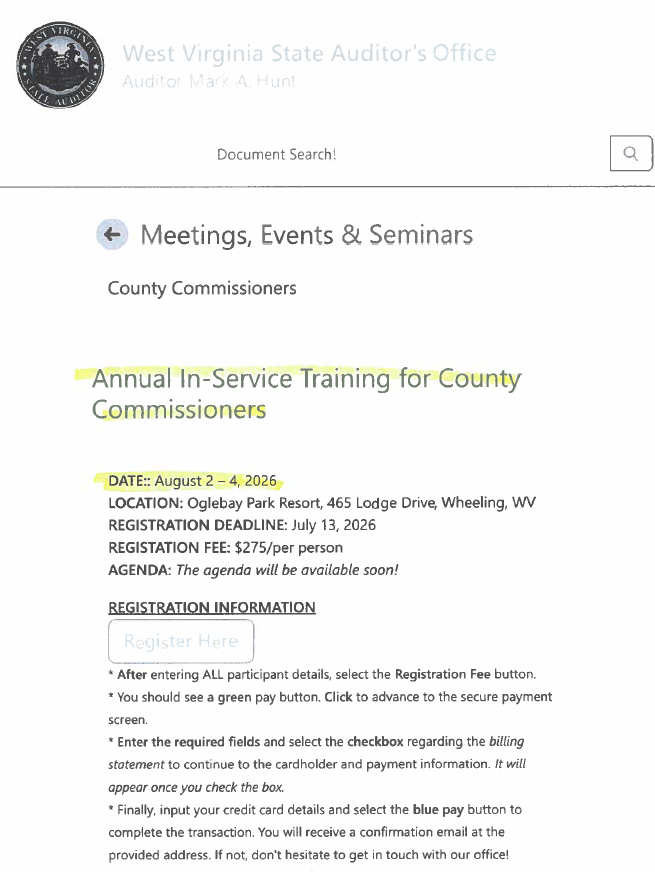 WEST VIRGINIA
STATE AUDITOR
West Virginia State Auditor's Office
Auditor Mark A. Hunt
Document Search!
Meetings, Events & Seminars
County Commissioners
Annual In-Service Training for County
Commissioners
DATE:: August 2 – 4, 2026
LOCATION: Oglebay Park Resort, 465 Lodge Drive, Wheeling, WV
REGISTRATION DEADLINE: July 13, 2026
REGISTATION FEE: $275/per person
AGENDA: The agenda will be available soon!
REGISTRATION INFORMATION
Register Here
* After entering ALL participant details, select the Registration Fee button.
* You should see a green pay button. Click to advance to the secure payment
screen.
* Enter the required fields and select the checkbox regarding the billing
statement to continue to the cardholder and payment information. It will
appear once you check the box.
* Finally, input your credit card details and select the blue pay button to
complete the transaction. You will receive a confirmation email at the
provided address. If not, don't hesitate to get in touch with our office!